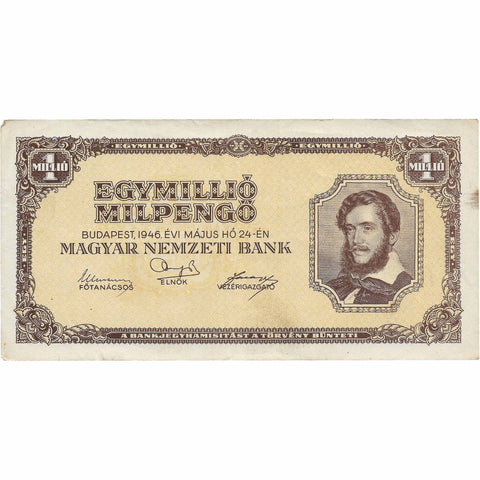 EGYMILLIÓ EGYMILLIÓ
1 MILLIÓ 1 MILLIÓ
EGYMILLIÓ
MILPENGŐ
BUDAPEST, 1946. ÉVI MÁJUS HÓ 24-ÉN
MAGYAR NEMZETI BANK
FŐTANÁCSOS ELNÖK VEZÉRIGAZGATÓ
A BANKJEGYHAMISÍTÁST A TÖRVÉNY BÜNTETI